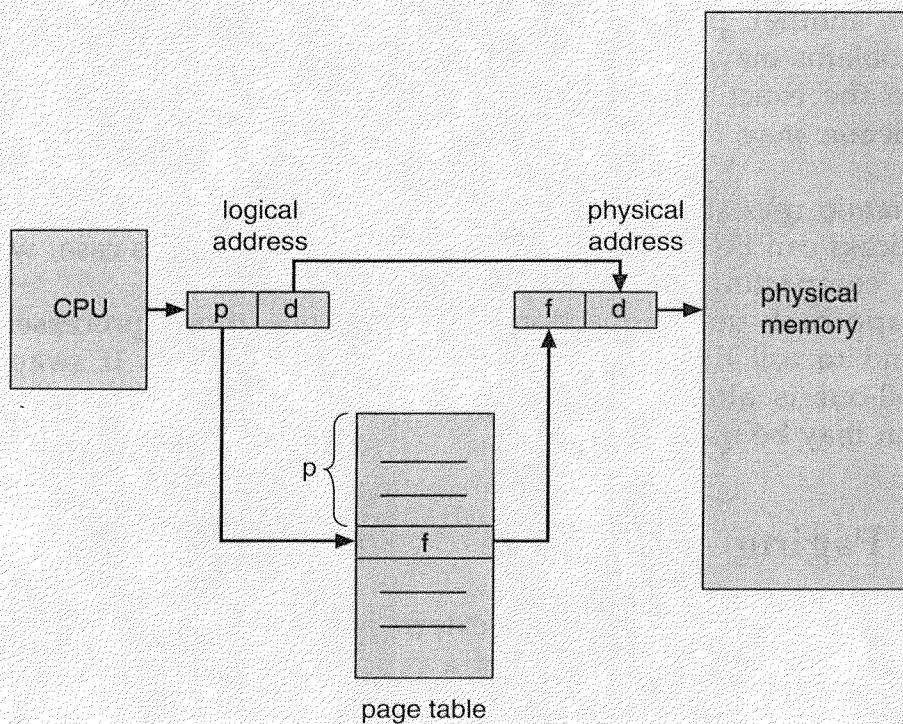 logical
address
physical
address
CPU
p
d
f
d
physical
memory
p
f
page table